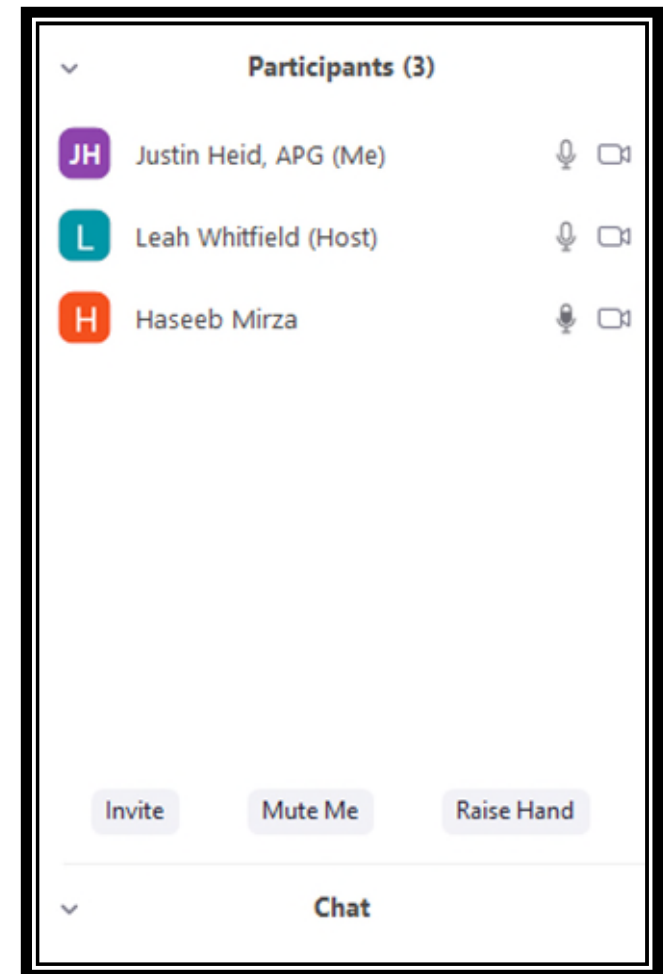 Participants (3)
JH Justin Heid, APG (Me)
L Leah Whitfield (Host)
H Haseeb Mirza
Invite Mute Me Raise Hand
Chat